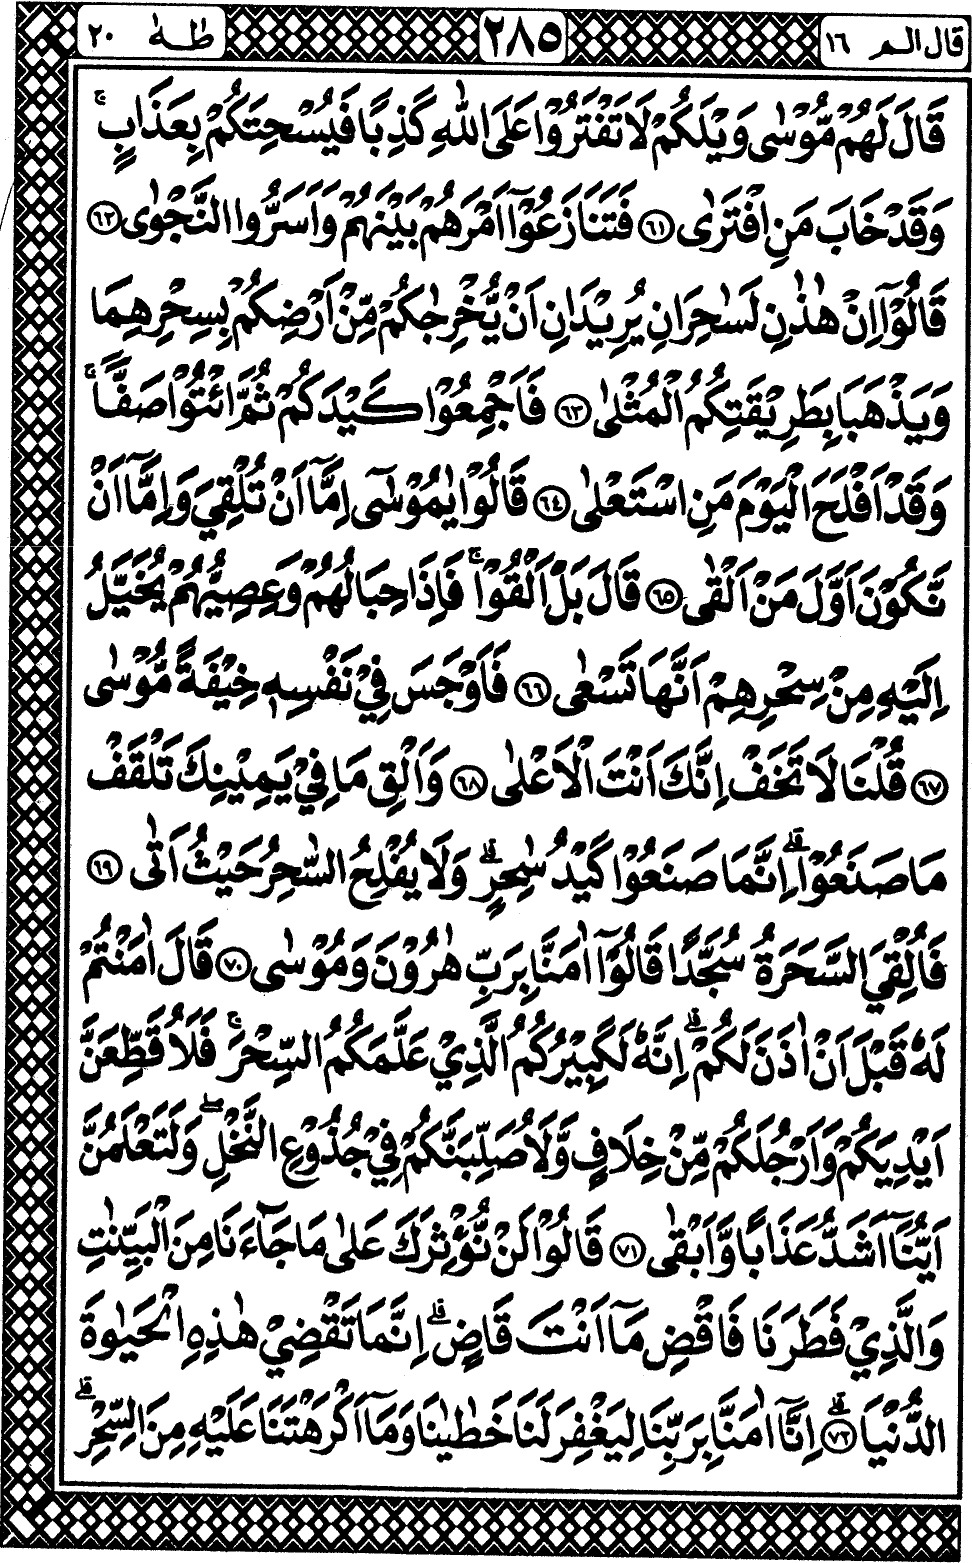 قال الم ١٦ ٢٨٥ طٰهٰ ٢٠
قَالَ لَهُمْ مُّوْسٰى وَيْلَكُمْ لَا تَفْتَرُوْا عَلَى اللّٰهِ كَذِبًا فَيُسْحِتَكُمْ بِعَذَابٍ ۚ
وَقَدْ خَابَ مَنِ افْتَرٰى ﴿٦١﴾ فَتَنَازَعُوْٓا اَمْرَهُمْ بَيْنَهُمْ وَاَسَرُّوا النَّجْوٰى ﴿٦٢﴾
قَالُوْٓا اِنْ هٰذٰنِ لَسٰحِرَانِ يُرِيْدَانِ اَنْ يُّخْرِجٰكُمْ مِّنْ اَرْضِكُمْ بِسِحْرِهِمَا
وَيَذْهَبَا بِطَرِيْقَتِكُمُ الْمُثْلٰى ﴿٦٣﴾ فَاَجْمِعُوْا كَيْدَكُمْ ثُمَّ ائْتُوْا صَفًّا ۚ
وَقَدْ اَفْلَحَ الْيَوْمَ مَنِ اسْتَعْلٰى ﴿٦٤﴾ قَالُوْا يٰمُوْسٰٓى اِمَّآ اَنْ تُلْقِيَ وَاِمَّآ اَنْ
نَّكُوْنَ اَوَّلَ مَنْ اَلْقٰى ﴿٦٥﴾ قَالَ بَلْ اَلْقُوْا ۚ فَاِذَا حِبَالُهُمْ وَعِصِيُّهُمْ يُخَيَّلُ
اِلَيْهِ مِنْ سِحْرِهِمْ اَنَّهَا تَسْعٰى ﴿٦٦﴾ فَاَوْجَسَ فِيْ نَفْسِهٖ خِيْفَةً مُّوْسٰى
﴿٦٧﴾ قُلْنَا لَا تَخَفْ اِنَّكَ اَنْتَ الْاَعْلٰى ﴿٦٨﴾ وَاَلْقِ مَا فِيْ يَمِيْنِكَ تَلْقَفْ
مَا صَنَعُوْا ۗ اِنَّمَا صَنَعُوْا كَيْدُ سٰحِرٍ ۗ وَلَا يُفْلِحُ السّٰحِرُ حَيْثُ اَتٰى ﴿٦٩﴾
فَاُلْقِيَ السَّحَرَةُ سُجَّدًا قَالُوْٓا اٰمَنَّا بِرَبِّ هٰرُوْنَ وَمُوْسٰى ﴿٧٠﴾ قَالَ اٰمَنْتُمْ
لَهٗ قَبْلَ اَنْ اٰذَنَ لَكُمْ ۗ اِنَّهٗ لَكَبِيْرُكُمُ الَّذِيْ عَلَّمَكُمُ السِّحْرَ ۚ فَلَاُقَطِّعَنَّ
اَيْدِيَكُمْ وَاَرْجُلَكُمْ مِّنْ خِلَافٍ وَّلَاُصَلِّبَنَّكُمْ فِيْ جُذُوْعِ النَّخْلِ ۖ وَلَتَعْلَمُنَّ
اَيُّنَآ اَشَدُّ عَذَابًا وَّاَبْقٰى ﴿٧١﴾ قَالُوْا لَنْ نُّؤْثِرَكَ عَلٰى مَا جَآءَنَا مِنَ الْبَيِّنٰتِ
وَالَّذِيْ فَطَرَنَا فَاقْضِ مَآ اَنْتَ قَاضٍ ۗ اِنَّمَا تَقْضِيْ هٰذِهِ الْحَيٰوةَ
الدُّنْيَا ۗ ﴿٧٢﴾ اِنَّآ اٰمَنَّا بِرَبِّنَا لِيَغْفِرَ لَنَا خَطٰيٰنَا وَمَآ اَكْرَهْتَنَا عَلَيْهِ مِنَ السِّحْرِ ۗ